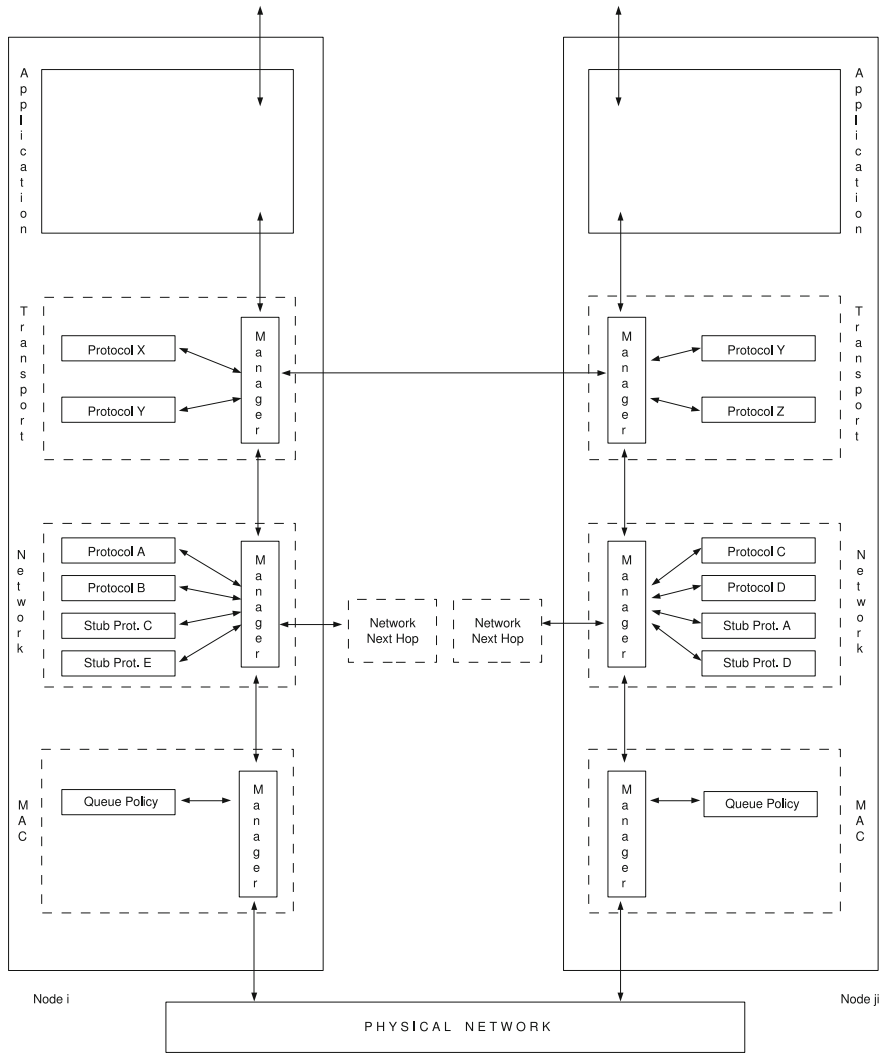 Application
Application
Transport
Protocol X
Protocol Y
Manager
Manager
Protocol Y
Protocol Z
Transport
Network
Protocol A
Protocol B
Stub Prot. C
Stub Prot. E
Manager
Network
Next Hop
Network
Next Hop
Manager
Protocol C
Protocol D
Stub Prot. A
Stub Prot. D
Network
MAC
Queue Policy
Manager
Manager
Queue Policy
MAC
Node i
Node ji
PHYSICAL NETWORK